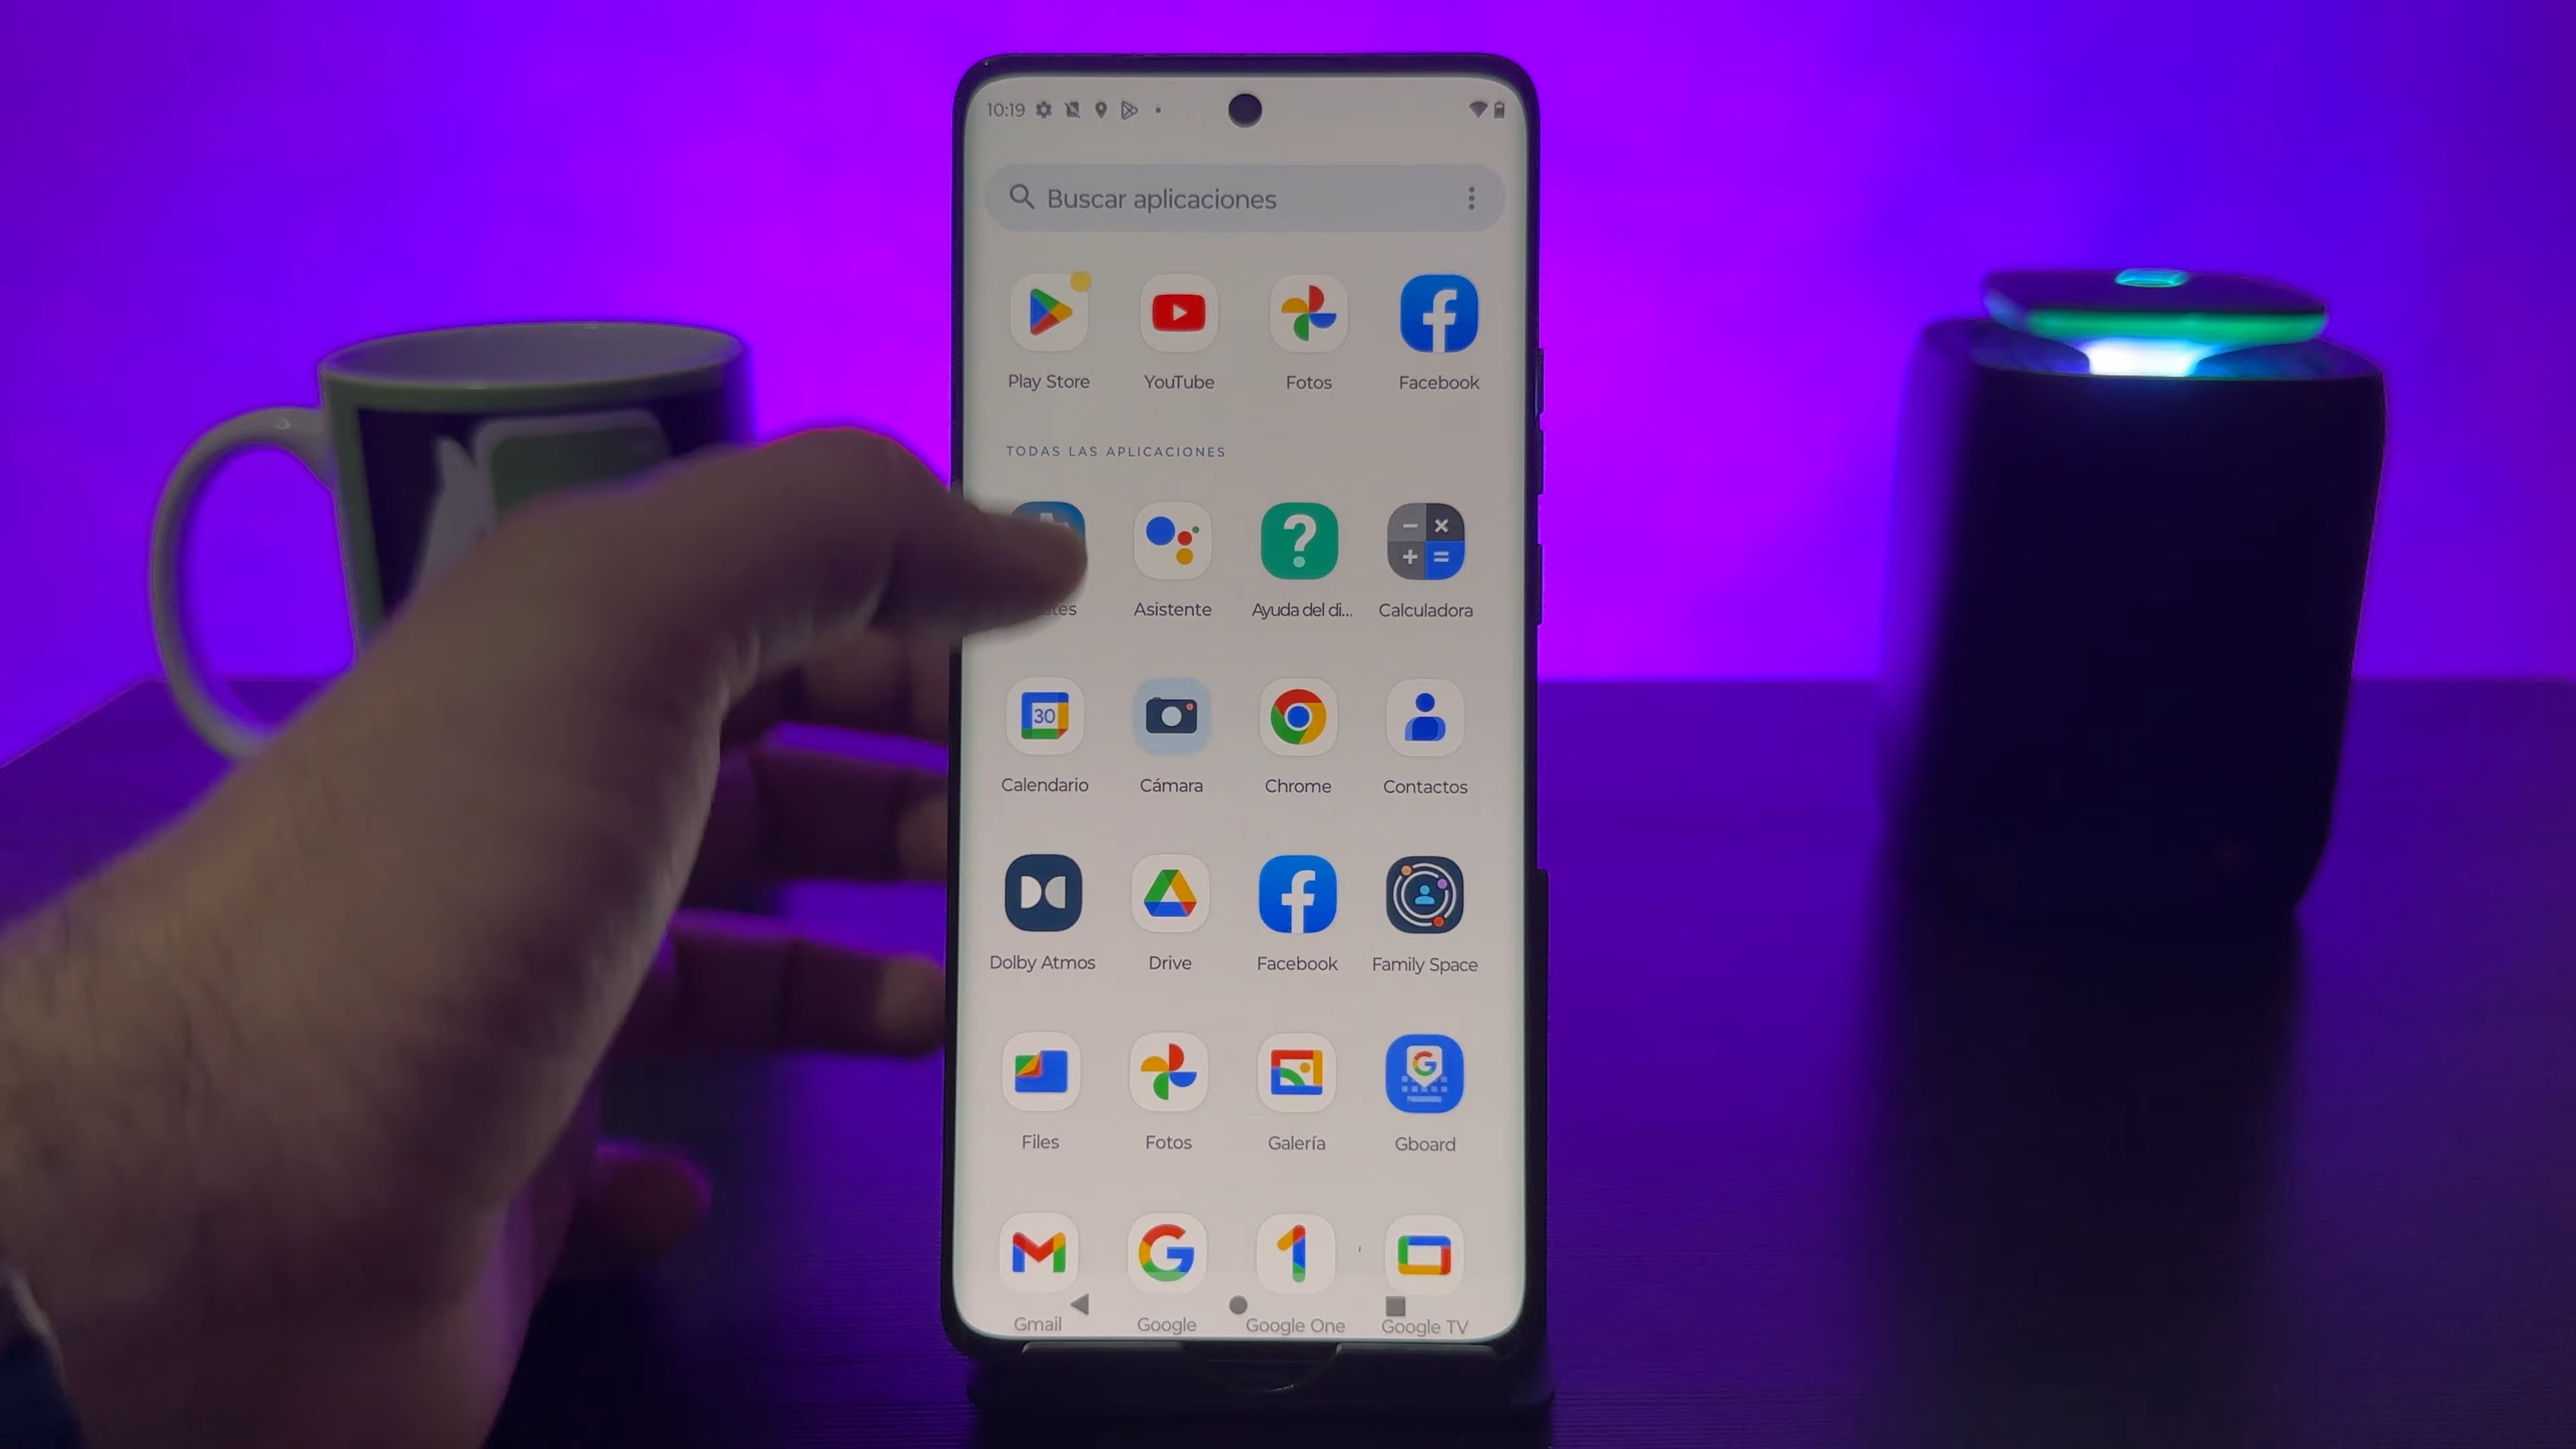 10:19
Buscar aplicaciones
Play Store YouTube Fotos Facebook
TODAS LAS APLICACIONES
Asistente Ayuda del di... Calculadora
30
Calendario Cámara Chrome Contactos
Dolby Atmos Drive Facebook Family Space
Files Fotos Galería Gboard
Gmail Google Google One Google TV